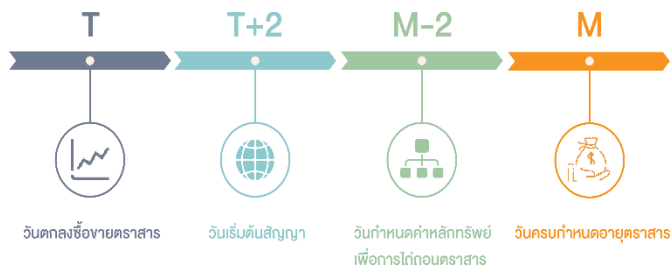 T
T+2
M-2
M
วันตกลงซื้อขายตราสาร
วันเริ่มต้นสัญญา
วันกำหนดค่าหลักทรัพย์
เพื่อการไถ่ถอนตราสาร
วันครบกำหนดอายุตราสาร